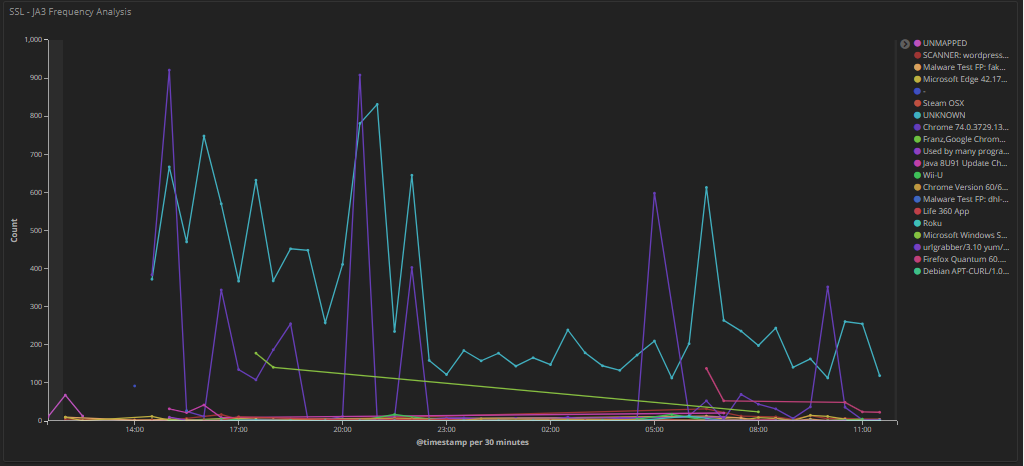 SSL - JA3 Frequency Analysis
1,000
900
800
700
600
500
400
300
200
100
0
Count
14:00
17:00
20:00
23:00
02:00
05:00
08:00
11:00
@timestamp per 30 minutes
UNMAPPED
SCANNER: wordpress...
Malware Test FP: fak...
Microsoft Edge 42.17...
-
Steam OSX
UNKNOWN
Chrome 74.0.3729.13...
Franz,Google Chrom...
Used by many progra...
Java 8U91 Update Ch...
Wii-U
Chrome Version 60/6...
Malware Test FP: dhl-...
Life 360 App
Roku
Microsoft Windows S...
urlgrabber/3.10 yum/...
Firefox Quantum 60....
Debian APT-CURL/1.0...